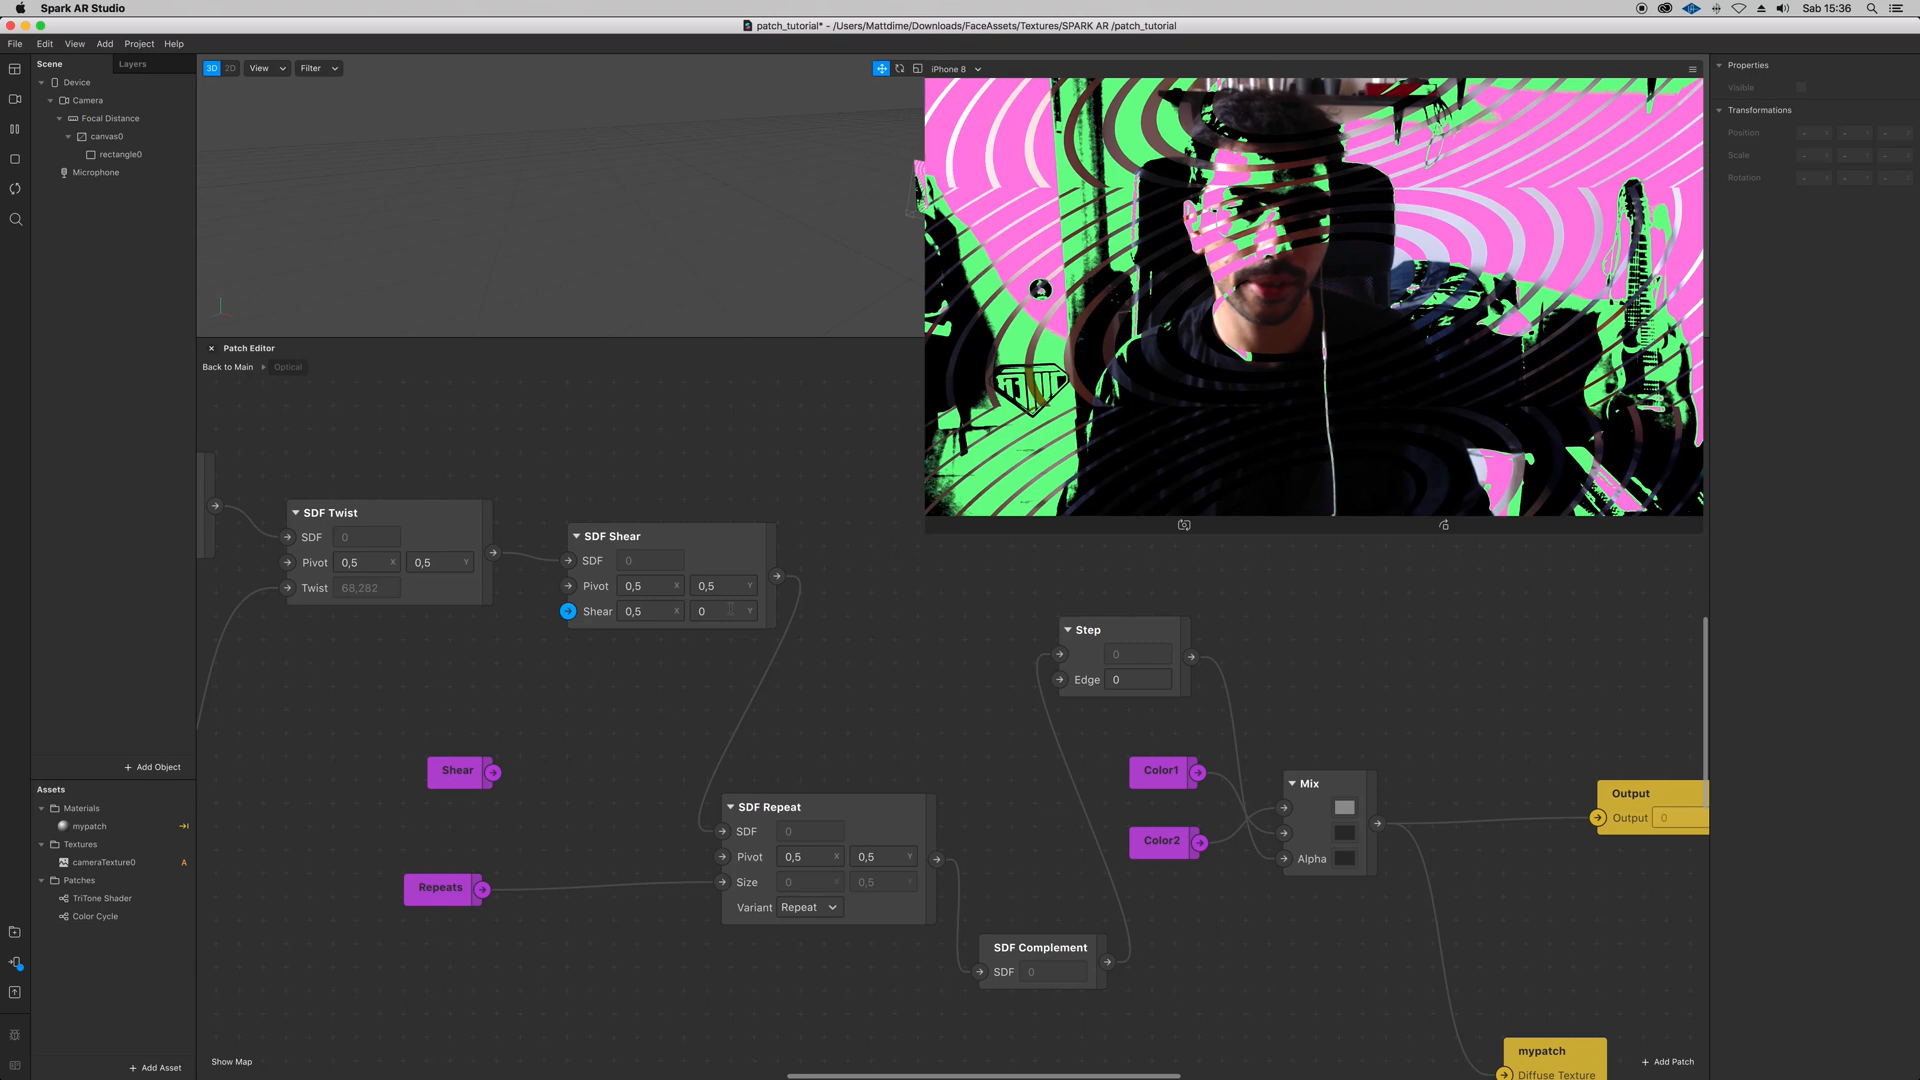 Spark AR Studio
Sab 15:36
patch_tutorial* - /Users/Mattdime/Downloads/FaceAssets/Textures/SPARK AR /patch_tutorial
File Edit View Add Project Help
Scene Layers
Device
Camera
Focal Distance
canvas0
rectangle0
Microphone
+ Add Object
Assets
Materials
mypatch
Textures
cameraTexture0 A
Patches
TriTone Shader
Color Cycle
+ Add Asset
3D 2D View Filter
iPhone 8
Patch Editor
Back to Main Optical
SDF Twist
SDF 0
Pivot 0,5 X 0,5 Y
Twist 68,282
SDF Shear
SDF 0
Pivot 0,5 X 0,5 Y
Shear 0,5 X 0 Y
Step
0
Edge 0
Shear
Color1
Color2
Mix
Alpha
Output
Output 0
Repeats
SDF Repeat
SDF 0
Pivot 0,5 X 0,5 Y
Size 0 X 0,5 Y
Variant Repeat
SDF Complement
SDF 0
mypatch
Diffuse Texture
Show Map
+ Add Patch
Properties
Visible
Transformations
Position - X - Y - Z
Scale - X - Y - Z
Rotation - X - Y - Z